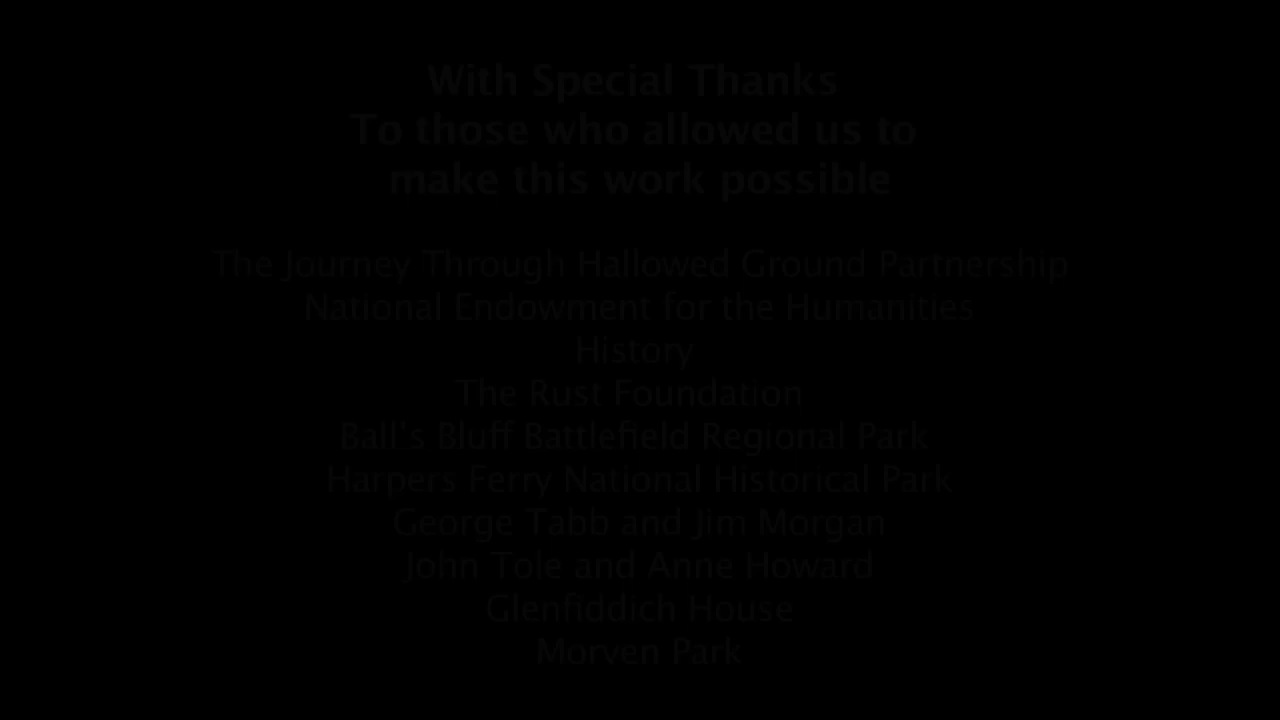 With Special Thanks
To those who allowed us to
make this work possible
The Journey Through Hallowed Ground Partnership
National Endowment for the Humanities
History
The Rust Foundation
Ball's Bluff Battlefield Regional Park
Harpers Ferry National Historical Park
George Tabb and Jim Morgan
John Tole and Anne Howard
Glenfiddich House
Morven Park